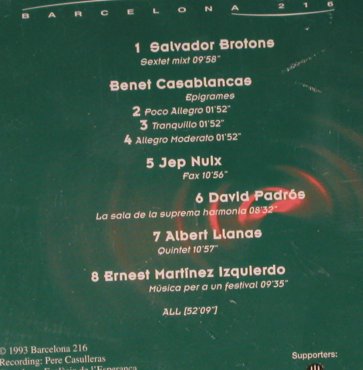 BARCELONA 216
1 Salvador Brotons
Sextet mixt 09'58"
Benet Casablancas
Epigrames
2 Poco Allegro 01'52"
3 Tranquillo 01'52"
4 Allegro Moderato 01'52"
5 Jep Nuix
Fax 10'56"
6 David Padrós
La sala de la suprema harmonia 08'32"
7 Albert Llanas
Quintet 10'57"
8 Ernest Martínez Izquierdo
Música per a un festival 09'35"
ALL [52'09"]
© 1993 Barcelona 216
Recording: Pere Casulleras
Supporters:
de l'Esperança